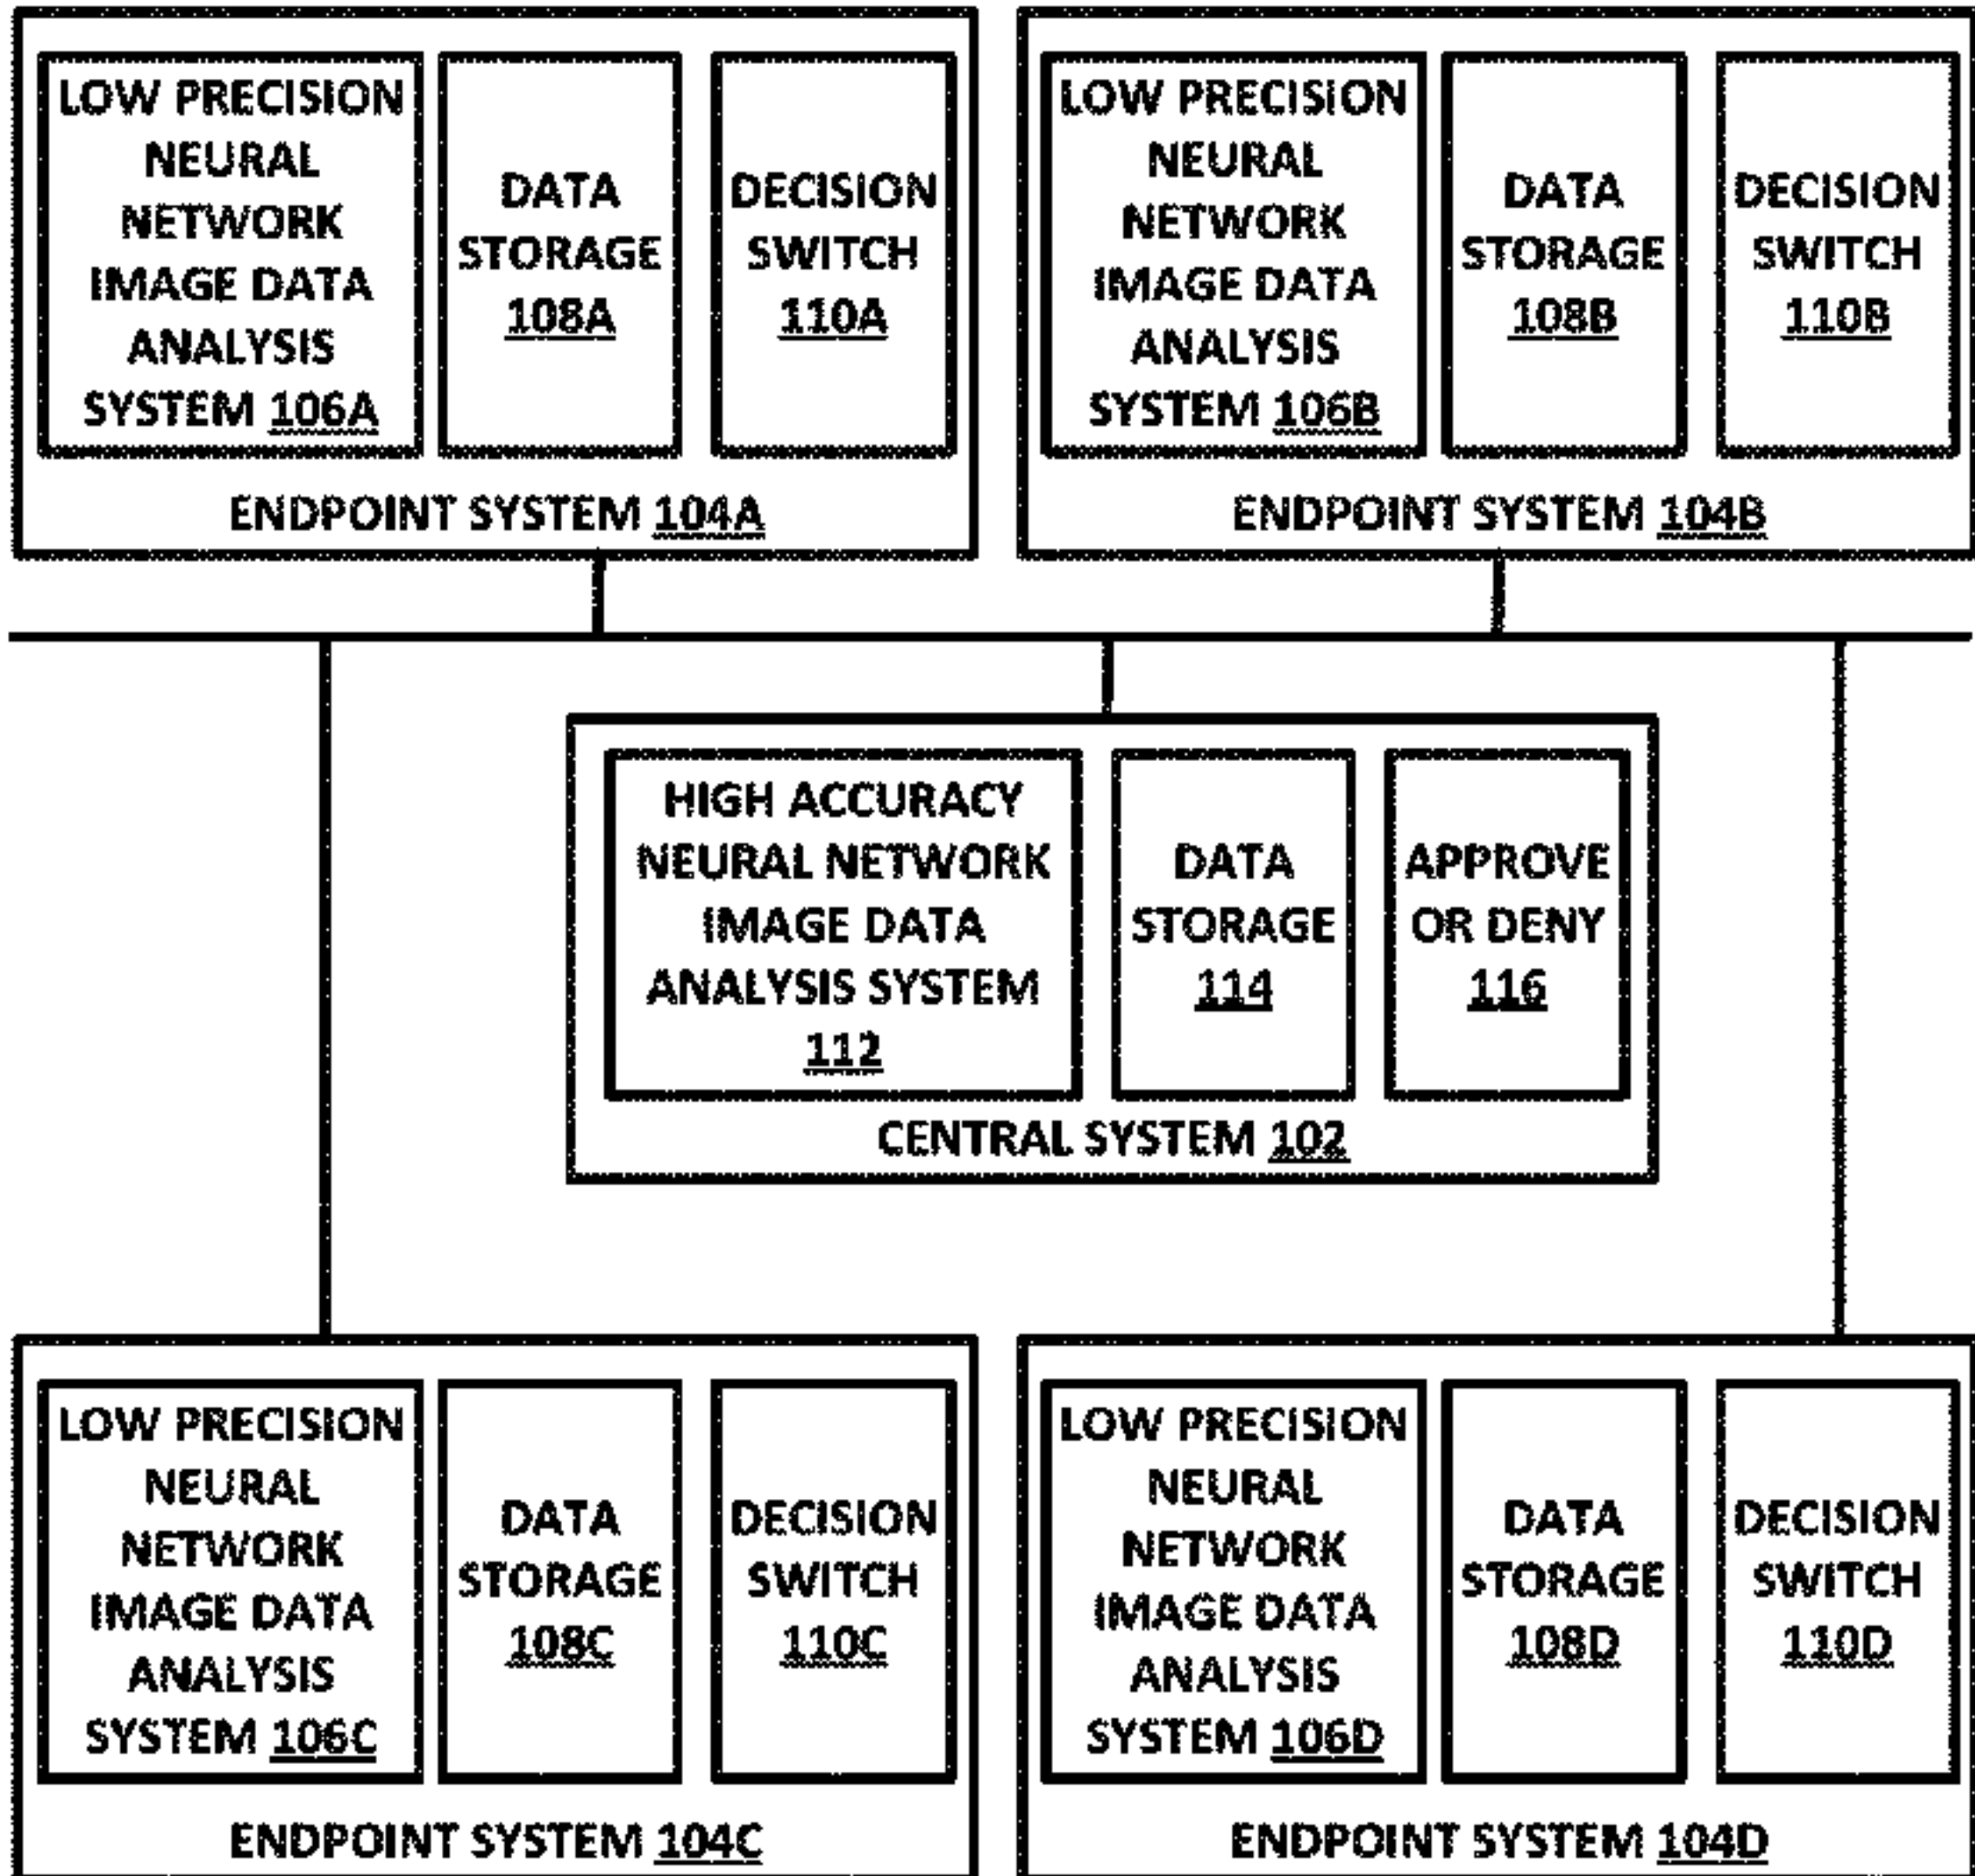 LOW PRECISION
NEURAL
NETWORK
IMAGE DATA
ANALYSIS
SYSTEM 106A
DATA
STORAGE
108A
DECISION
SWITCH
110A
ENDPOINT SYSTEM 104A
LOW PRECISION
NEURAL
NETWORK
IMAGE DATA
ANALYSIS
SYSTEM 106B
DATA
STORAGE
108B
DECISION
SWITCH
110B
ENDPOINT SYSTEM 104B
HIGH ACCURACY
NEURAL NETWORK
IMAGE DATA
ANALYSIS SYSTEM
112
DATA
STORAGE
114
APPROVE
OR DENY
116
CENTRAL SYSTEM 102
LOW PRECISION
NEURAL
NETWORK
IMAGE DATA
ANALYSIS
SYSTEM 106C
DATA
STORAGE
108C
DECISION
SWITCH
110C
ENDPOINT SYSTEM 104C
LOW PRECISION
NEURAL
NETWORK
IMAGE DATA
ANALYSIS
SYSTEM 106D
DATA
STORAGE
108D
DECISION
SWITCH
110D
ENDPOINT SYSTEM 104D